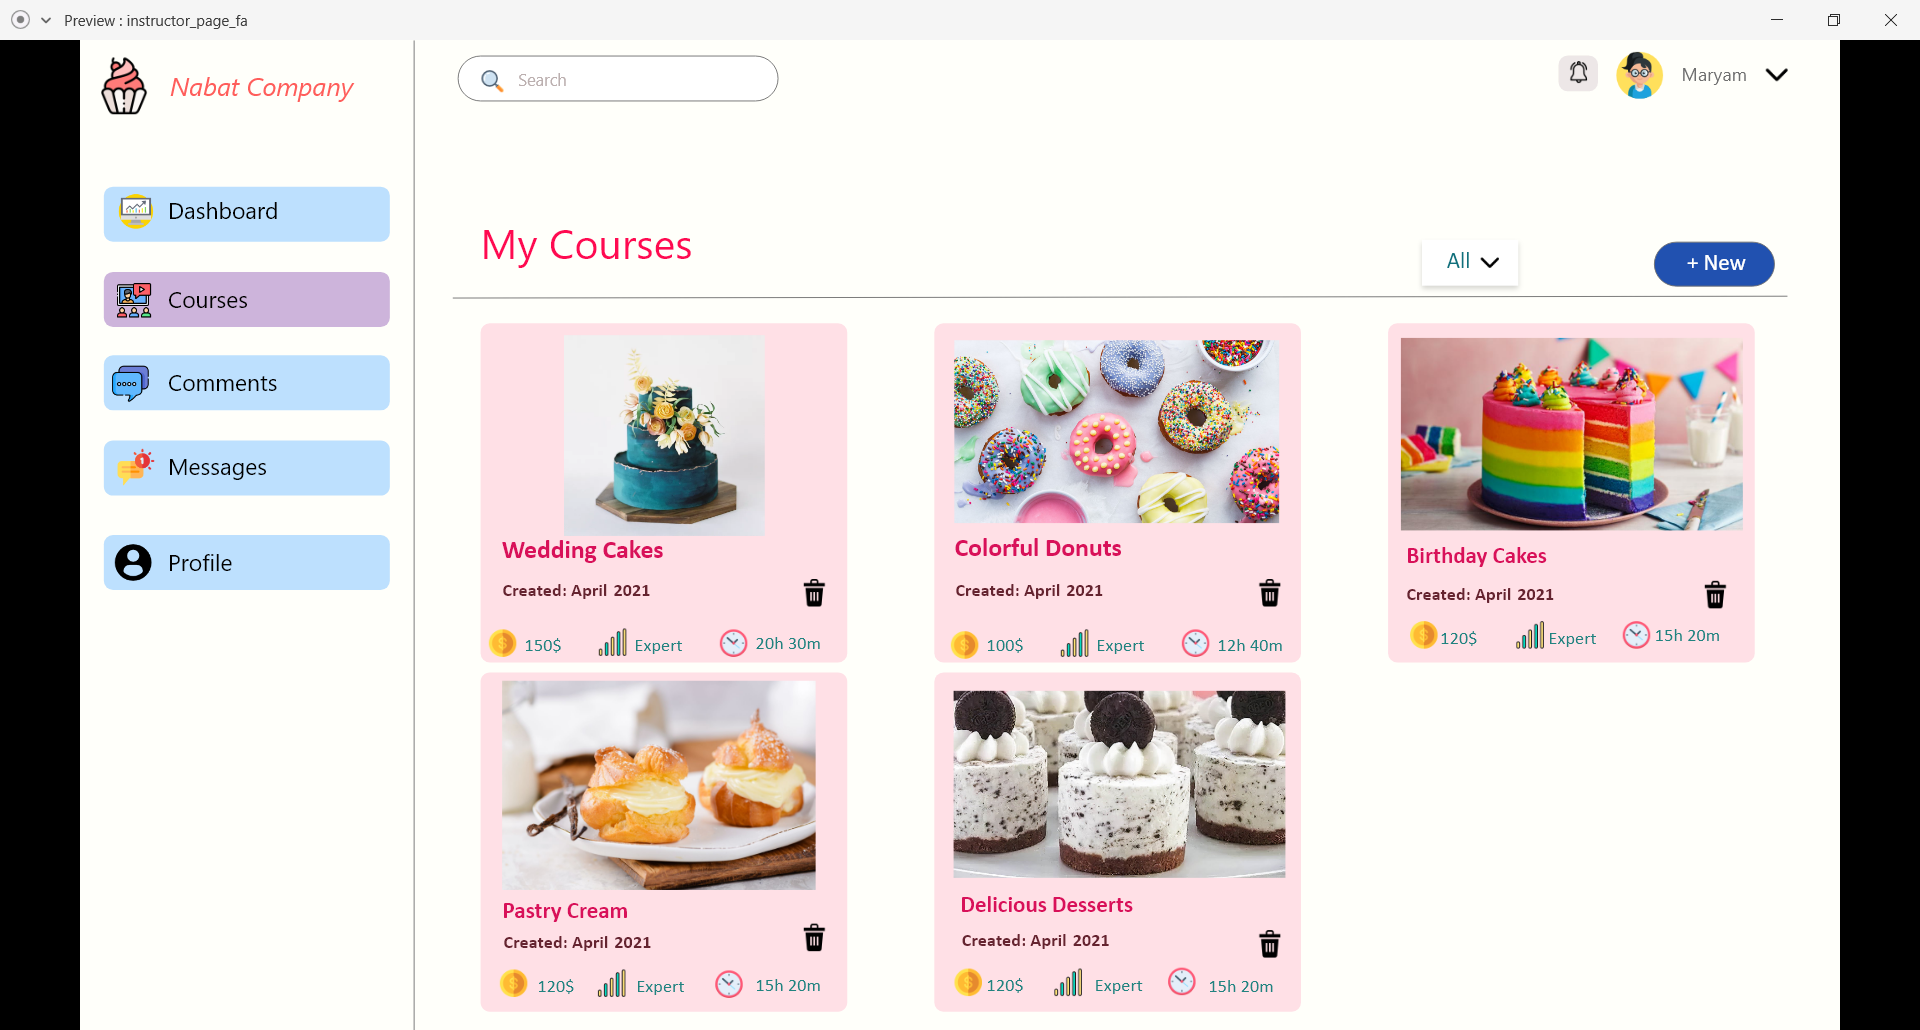 Preview : instructor_page_fa
Nabat Company
Search
Maryam
Dashboard
Courses
Comments
Messages
Profile
My Courses
All
+ New
Wedding Cakes
Created: April 2021
150$ Expert 20h 30m
Colorful Donuts
Created: April 2021
100$ Expert 12h 40m
Birthday Cakes
Created: April 2021
120$ Expert 15h 20m
Pastry Cream
Created: April 2021
120$ Expert 15h 20m
Delicious Desserts
Created: April 2021
120$ Expert 15h 20m